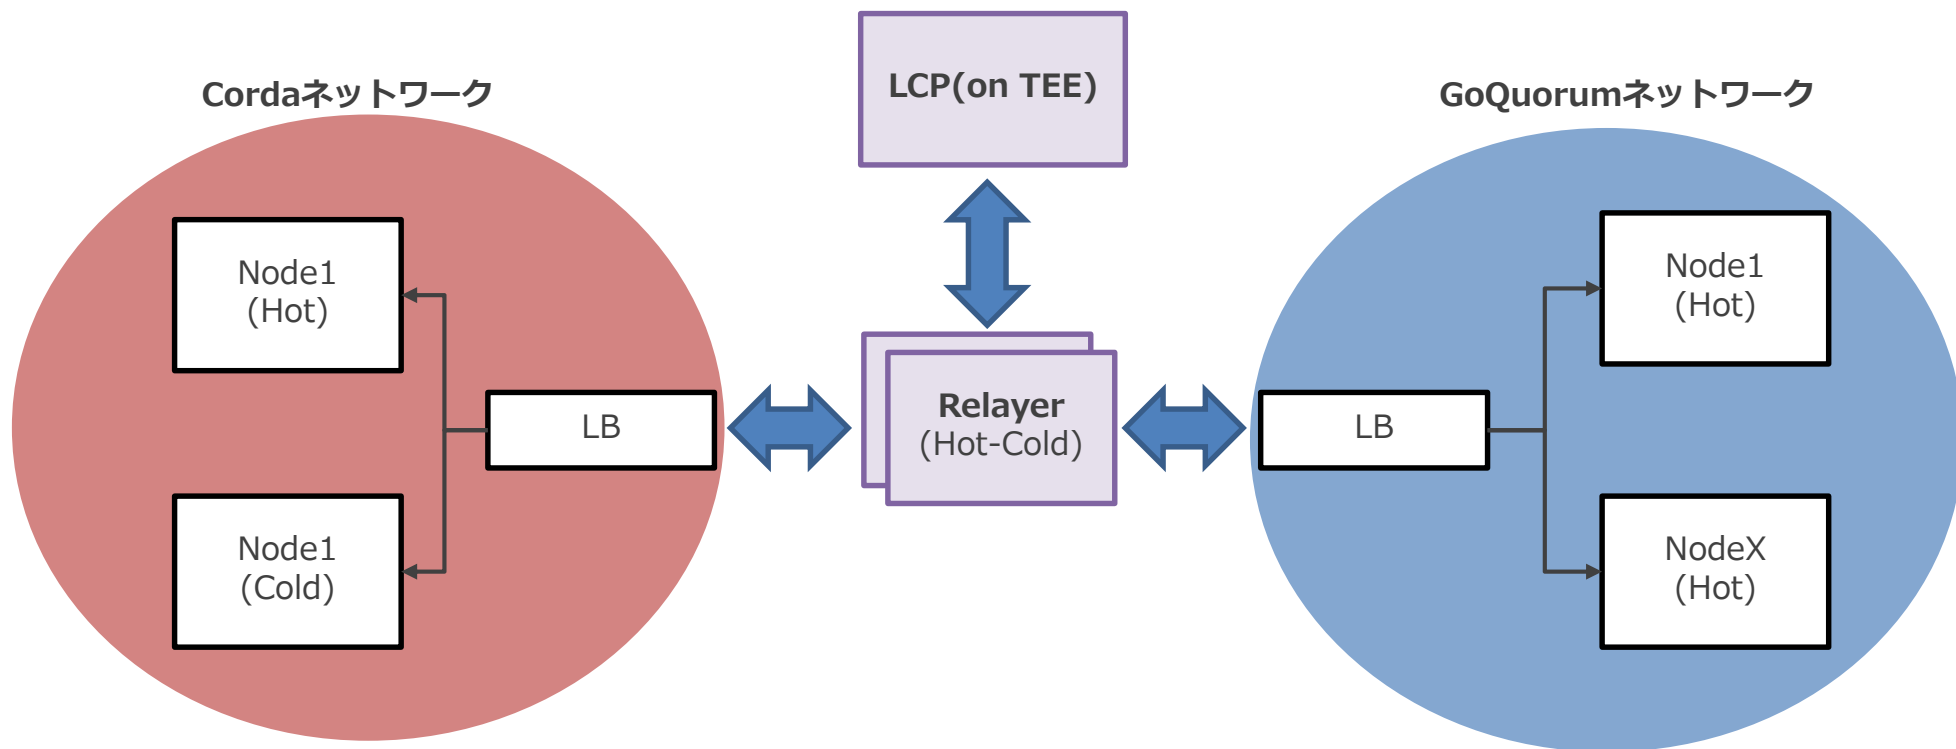 LCP(on TEE)
Cordaネットワーク
GoQuorumネットワーク
Node1
(Hot)
Node1
(Hot)
LB
Relayer
(Hot-Cold)
LB
Node1
(Cold)
NodeX
(Hot)